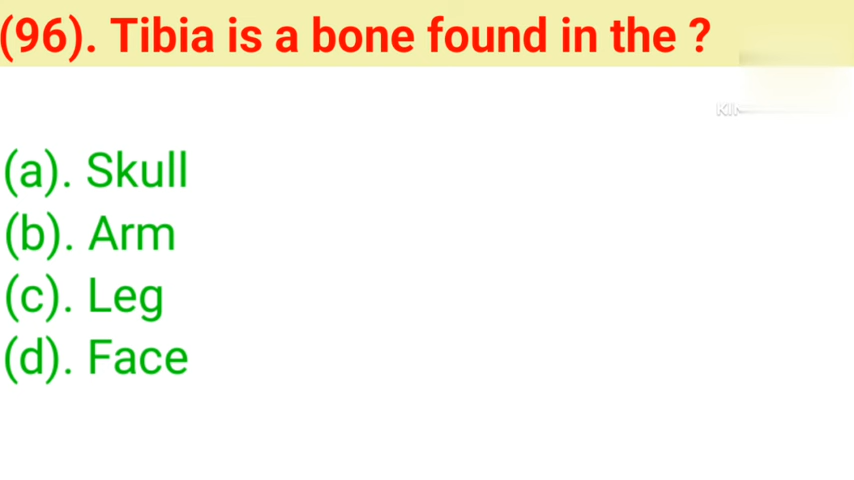 (96). Tibia is a bone found in the ?
(a). Skull
(b). Arm
(c). Leg
(d). Face